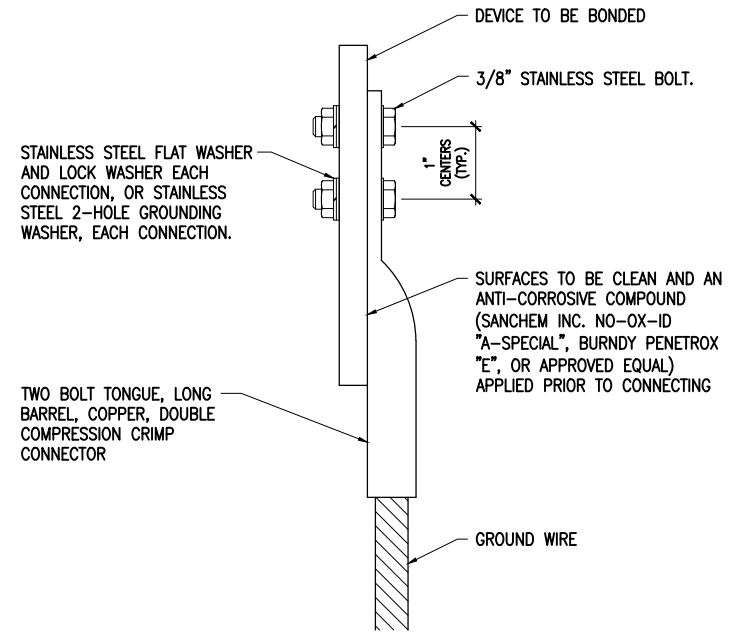 DEVICE TO BE BONDED
3/8" STAINLESS STEEL BOLT.
STAINLESS STEEL FLAT WASHER
AND LOCK WASHER EACH
CONNECTION, OR STAINLESS
STEEL 2-HOLE GROUNDING
WASHER, EACH CONNECTION.
1"
CENTERS
(TYP.)
SURFACES TO BE CLEAN AND AN
ANTI-CORROSIVE COMPOUND
(SANCHEM INC. NO-OX-ID
"A-SPECIAL", BURNDY PENETROX
"E", OR APPROVED EQUAL)
APPLIED PRIOR TO CONNECTING
TWO BOLT TONGUE, LONG
BARREL, COPPER, DOUBLE
COMPRESSION CRIMP
CONNECTOR
GROUND WIRE